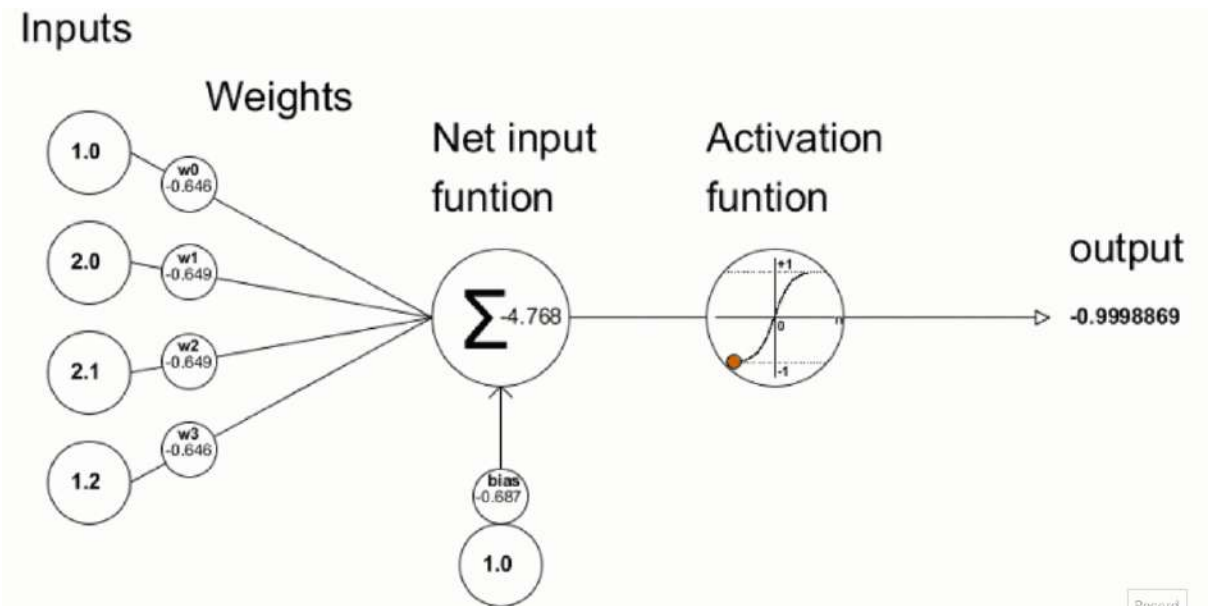 Inputs
Weights
Net input
funtion
Activation
funtion
output
1.0
w0
-0.646
2.0
w1
-0.649
2.1
w2
-0.649
1.2
w3
-0.646
Σ -4.768
+1
0
-1
-0.9998869
bias
-0.687
1.0
Record